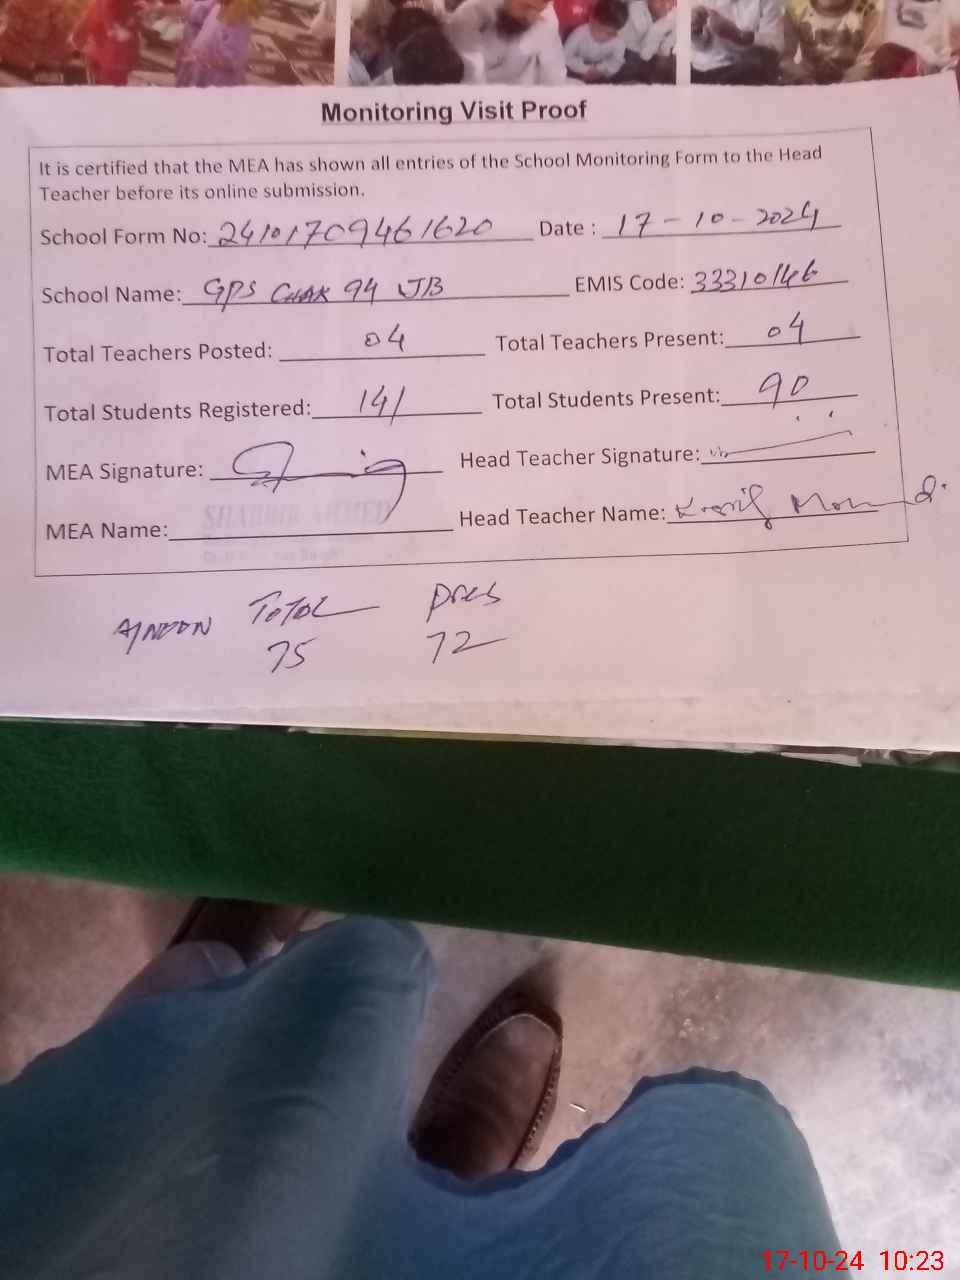 Monitoring Visit Proof
It is certified that the MEA has shown all entries of the School Monitoring Form to the Head
Teacher before its online submission.
School Form No: 24101709461620 Date : 17-10-2024
School Name: GPS CHAK 94 JB EMIS Code: 33310146
Total Teachers Posted: 04 Total Teachers Present: 04
Total Students Registered: 141 Total Students Present: 90
MEA Signature: Head Teacher Signature:
SHABBIR AHMED
MEA Name: Head Teacher Name:
A/NOON TOTAL Pres
75 72
17-10-24 10:23